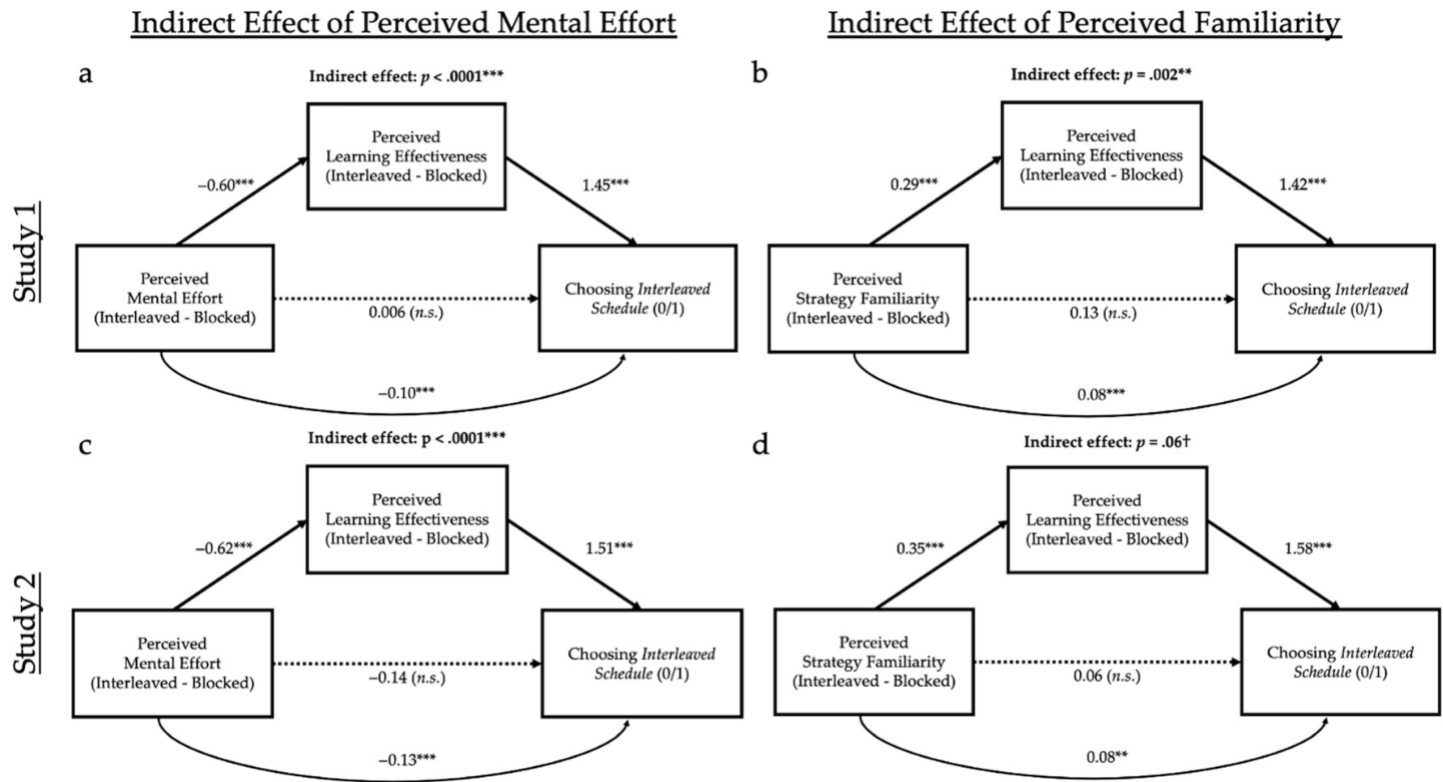 Indirect Effect of Perceived Mental Effort
Indirect Effect of Perceived Familiarity
Study 1
a
Indirect effect: p < .0001***
Perceived
Learning Effectiveness
(Interleaved - Blocked)
−0.60***
1.45***
Perceived
Mental Effort
(Interleaved - Blocked)
0.006 (n.s.)
Choosing Interleaved
Schedule (0/1)
−0.10***
b
Indirect effect: p = .002**
Perceived
Learning Effectiveness
(Interleaved - Blocked)
0.29***
1.42***
Perceived
Strategy Familiarity
(Interleaved - Blocked)
0.13 (n.s.)
Choosing Interleaved
Schedule (0/1)
0.08***
Study 2
c
Indirect effect: p < .0001***
Perceived
Learning Effectiveness
(Interleaved - Blocked)
−0.62***
1.51***
Perceived
Mental Effort
(Interleaved - Blocked)
−0.14 (n.s.)
Choosing Interleaved
Schedule (0/1)
−0.13***
d
Indirect effect: p = .06†
Perceived
Learning Effectiveness
(Interleaved - Blocked)
0.35***
1.58***
Perceived
Strategy Familiarity
(Interleaved - Blocked)
0.06 (n.s.)
Choosing Interleaved
Schedule (0/1)
0.08**